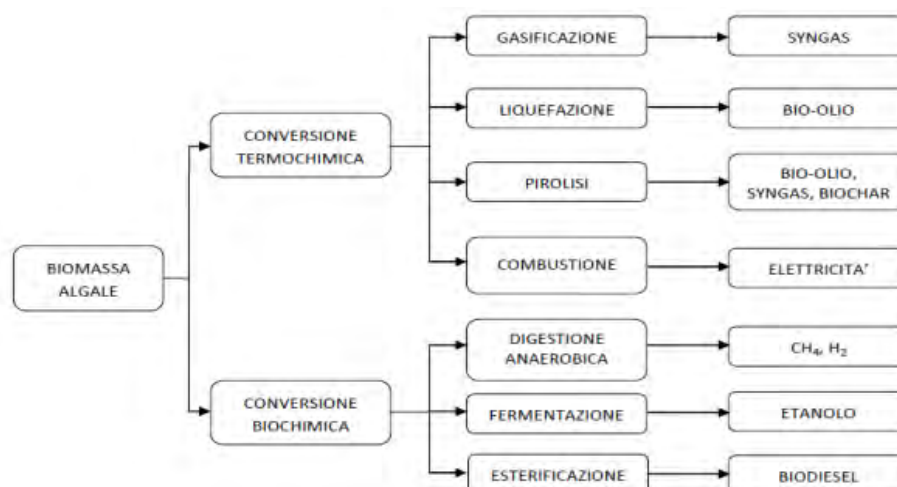 GASIFICAZIONE
SYNGAS
LIQUEFAZIONE
BIO-OLIO
CONVERSIONE
TERMOCHIMICA
PIROLISI
BIO-OLIO,
SYNGAS, BIOCHAR
COMBUSTIONE
ELETTRICITA’
BIOMASSA
ALGALE
DIGESTIONE
ANAEROBICA
CH₄, H₂
CONVERSIONE
BIOCHIMICA
FERMENTAZIONE
ETANOLO
ESTERIFICAZIONE
BIODIESEL